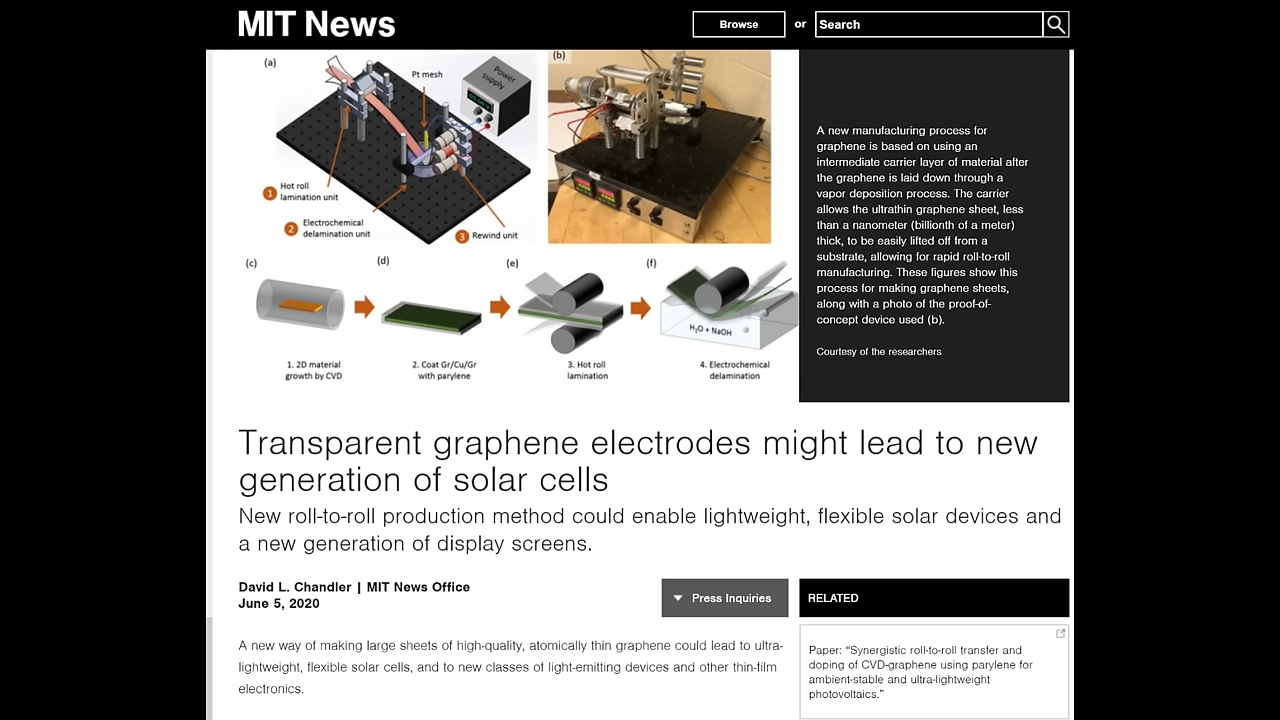 MIT News
Browse or Search
(a)
Pt mesh
Power
supply
1 Hot roll
lamination unit
2 Electrochemical
delamination unit
3 Rewind unit
(b)
A new manufacturing process for
graphene is based on using an
intermediate carrier layer of material after
the graphene is laid down through a
vapor deposition process. The carrier
allows the ultrathin graphene sheet, less
than a nanometer (billionth of a meter)
thick, to be easily lifted off from a
substrate, allowing for rapid roll-to-roll
manufacturing. These figures show this
process for making graphene sheets,
along with a photo of the proof-of-
concept device used (b).
Courtesy of the researchers
(c)
(d)
(e)
(f)
H₂O + NaOH
1. 2D material
growth by CVD
2. Coat Gr/Cu/Gr
with parylene
3. Hot roll
lamination
4. Electrochemical
delamination
Transparent graphene electrodes might lead to new
generation of solar cells
New roll-to-roll production method could enable lightweight, flexible solar devices and
a new generation of display screens.
David L. Chandler | MIT News Office
June 5, 2020
Press Inquiries
RELATED
A new way of making large sheets of high-quality, atomically thin graphene could lead to ultra-
lightweight, flexible solar cells, and to new classes of light-emitting devices and other thin-film
electronics.
Paper: “Synergistic roll-to-roll transfer and
doping of CVD-graphene using parylene for
ambient-stable and ultra-lightweight
photovoltaics.”